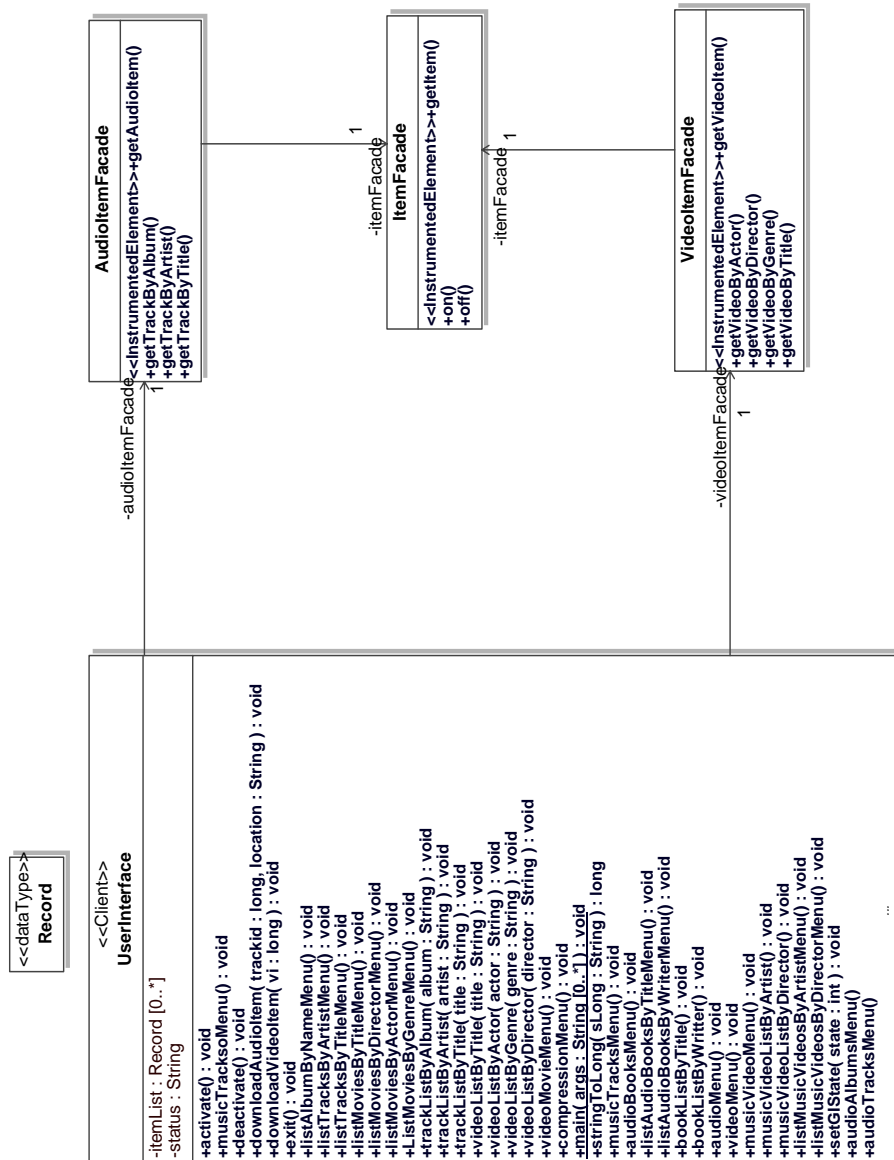 <<dataType>>
Record
<<Client>>
UserInterface
-itemList : Record [0..*]
-status : String
+activate() : void
+musicTracksoMenu() : void
+deactivate() : void
+downloadAudioItem( trackid : long, location : String ) : void
+downloadVideoItem( vi : long ) : void
+exit() : void
+listAlbumByNameMenu() : void
+listTracksByArtistMenu() : void
+listTracksByTitleMenu() : void
+listMoviesByTitleMenu() : void
+listMoviesByDirectorMenu() : void
+listMoviesByActorMenu() : void
+ListMoviesByGenreMenu() : void
+trackListByAlbum( album : String ) : void
+trackListByArtist( artist : String ) : void
+trackListByTitle( title : String ) : void
+videoListByTitle( title : String ) : void
+videoListByActor( actor : String ) : void
+videoListByGenre( genre : String ) : void
+videoListByDirector( director : String ) : void
+videoMovieMenu() : void
+compressionMenu() : void
+main( args : String [0..*] ) : void
+stringToLong( sLong : String ) : long
+musicTracksMenu() : void
+audioBooksMenu() : void
+listAudioBooksByTitleMenu() : void
+listAudioBooksByWriterMenu() : void
+bookListByTitle() : void
+bookListByWritter() : void
+audioMenu() : void
+videoMenu() : void
+musicVideoMenu() : void
+musicVideoListByArtist() : void
+musicVideoListByDirector() : void
+listMusicVideosByArtistMenu() : void
+listMusicVideosByDirectorMenu() : void
+setGIState( state : int ) : void
+audioAlbumsMenu()
+audioTracksMenu()
...
-audioItemFacade
1
-videoItemFacade
1
AudioItemFacade
<<InstrumentedElement>>+getAudioItem()
+getTrackByAlbum()
+getTrackByArtist()
+getTrackByTitle()
-itemFacade
1
ItemFacade
<<InstrumentedElement>>+getItem()
+on()
+off()
-itemFacade
1
VideoItemFacade
<<InstrumentedElement>>+getVideoItem()
+getVideoByActor()
+getVideoByDirector()
+getVideoByGenre()
+getVideoByTitle()